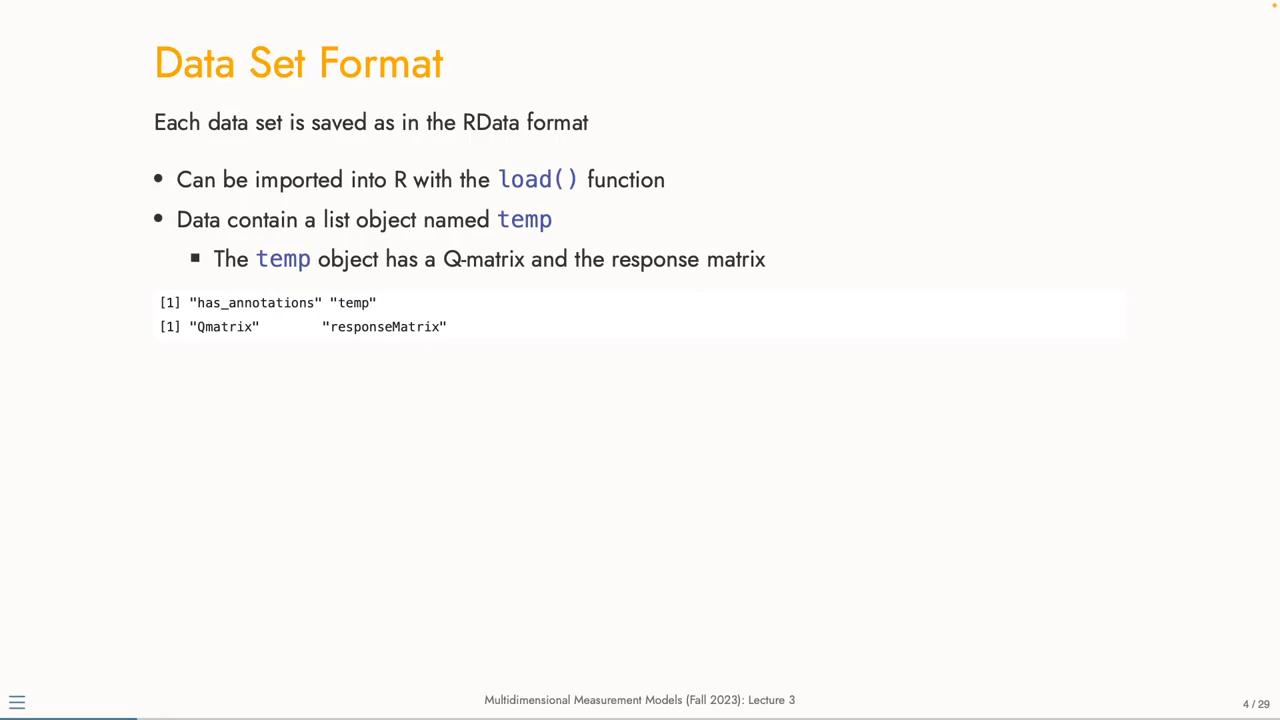 Data Set Format
Each data set is saved as in the RData format
• Can be imported into R with the load() function
• Data contain a list object named temp
▪ The temp object has a Q-matrix and the response matrix
[1] "has_annotations" "temp"
[1] "Qmatrix"        "responseMatrix"
Multidimensional Measurement Models (Fall 2023): Lecture 3
4 / 29